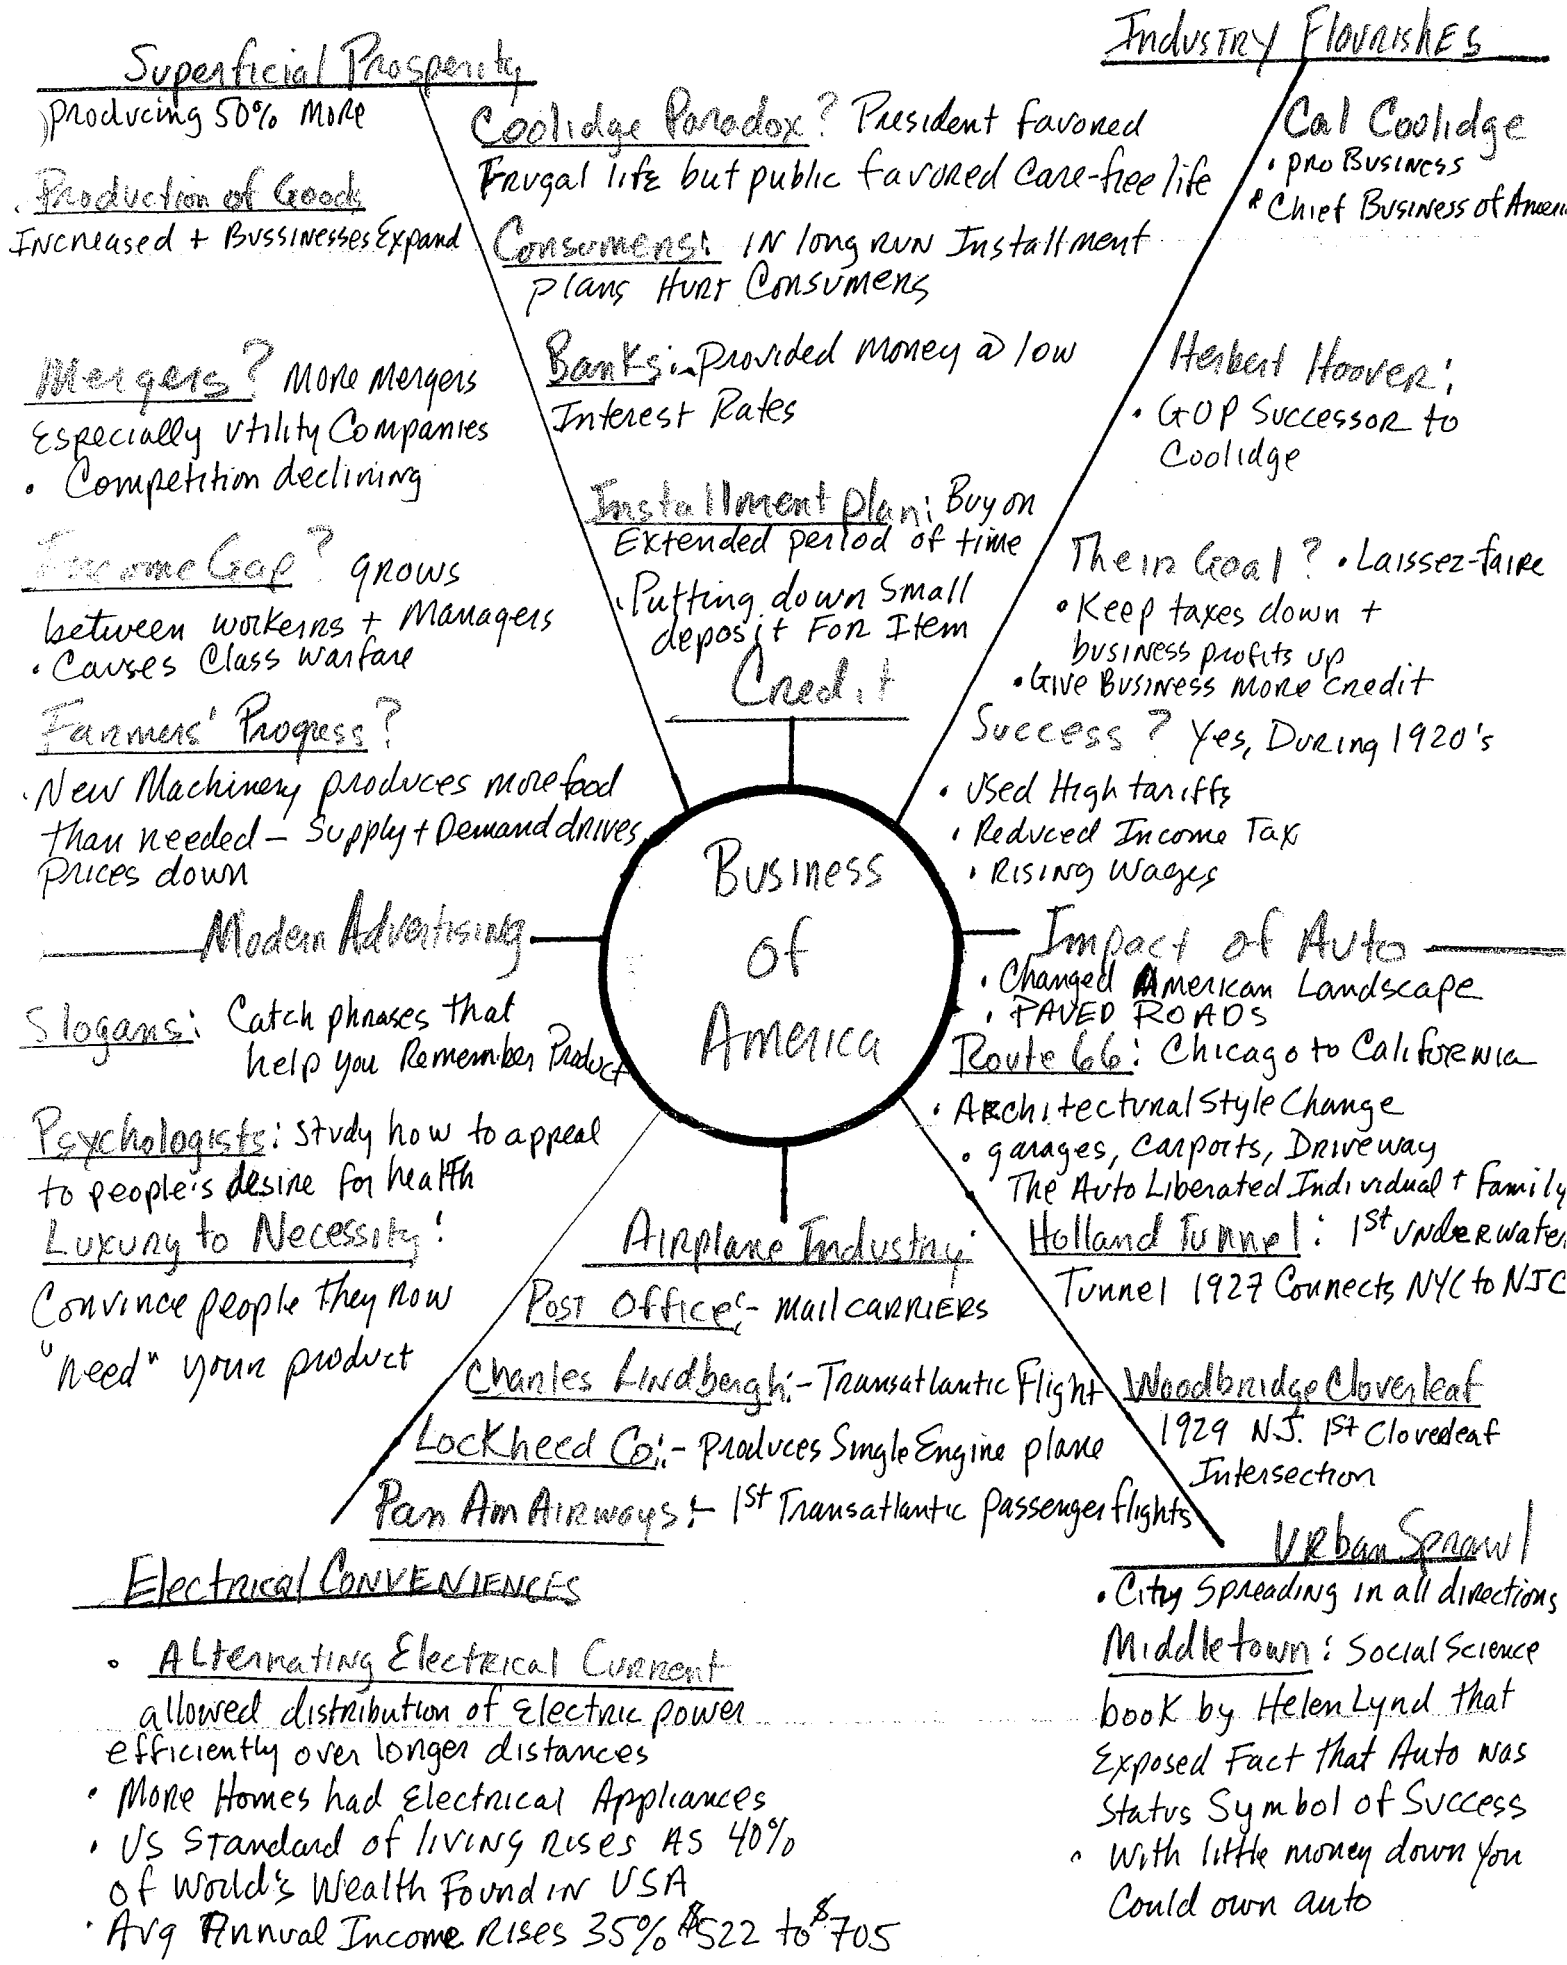 Superficial Prosperity
producing 50% more
Production of Goods
Increased + Bussinesses Expand
Mergers? more mergers
Especially utility Companies
• Competition declining
Income Gap? grows
between workers + Managers
• Causes Class warfare
Farmers' Progress?
• New Machinery produces more food
than needed – Supply + Demand drives
prices down
Coolidge Paradox? President favored
Frugal life but public favored care-free life
Consumers: in long run Installment
plans Hurt Consumers
Banks: provided money @ low
Interest Rates
Installment plan: Buy on
Extended period of time
• Putting down small
deposit For Item
Credit
Industry Flourishes
Cal Coolidge
• pro Business
• Chief Business of Ameri
Herbert Hoover:
• GOP Successor to
Coolidge
Their Goal? • Laissez-faire
• Keep taxes down +
business profits up
• Give Business more credit
Success? Yes, During 1920's
• Used High tariffs
• Reduced Income Tax
• Rising Wages
Business
of
America
Modern Advertising
Slogans: Catch phrases that
help you Remember Product
Psychologists: study how to appeal
to people's desire for health
Luxury to Necessity:
Convince people they now
"need" your product
Impact of Auto
• Changed American Landscape
• PAVED ROADS
Route 66: Chicago to California
• Architectural Style Change
• garages, carports, Driveway
The Auto Liberated Individual + family
Holland Tunnel: 1st Underwater
Tunnel 1927 Connects NYC to NJC
Woodbridge Cloverleaf
1929 N.J. 1st Cloverleaf
Intersection
Airplane Industry:
Post Office:- mail carriers
Charles Lindbergh:- Transatlantic Flight
Lockheed Co:- produces Single Engine plane
Pan Am Airways:- 1st Transatlantic passenger flights
Electrical Conveniences
• Alternating Electrical Current
allowed distribution of electric power
efficiently over longer distances
• More Homes had Electrical Appliances
• US Standard of living rises as 40%
of World's Wealth Found in USA
• Avg Annual Income Rises 35% $522 to $705
Urban Sprawl
• City Spreading in all directions
Middletown: Social Science
book by Helen Lynd that
Exposed Fact that Auto was
Status Symbol of Success
• With little money down you
Could own auto